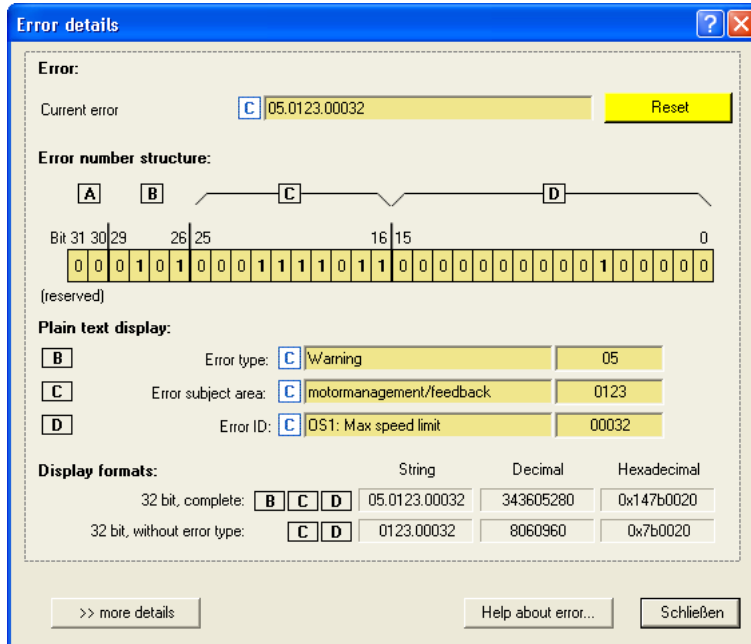 Error details
Error:
Current error C 05.0123.00032 Reset
Error number structure:
A B C D
Bit 31 30 29 26 25 16 15 0
0 0 0 1 0 1 0 0 0 1 1 1 1 0 1 1 0 0 0 0 0 0 0 0 0 0 1 0 0 0 0 0
(reserved)
Plain text display:
B Error type: C Warning 05
C Error subject area: C motormanagement/feedback 0123
D Error ID: C OS1: Max speed limit 00032
Display formats: String Decimal Hexadecimal
32 bit, complete: B C D 05.0123.00032 343605280 0x147b0020
32 bit, without error type: C D 0123.00032 8060960 0x7b0020
>> more details Help about error... Schließen